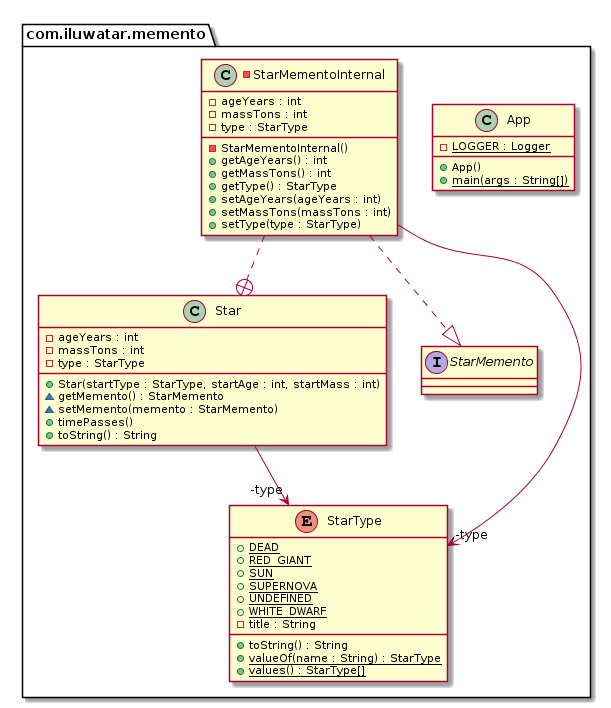 com.iluwatar.memento
C StarMementoInternal
ageYears : int
massTons : int
type : StarType
StarMementoInternal()
getAgeYears() : int
getMassTons() : int
getType() : StarType
setAgeYears(ageYears : int)
setMassTons(massTons : int)
setType(type : StarType)
C App
LOGGER : Logger
App()
main(args : String[])
C Star
ageYears : int
massTons : int
type : StarType
Star(startType : StarType, startAge : int, startMass : int)
getMemento() : StarMemento
setMemento(memento : StarMemento)
timePasses()
toString() : String
I StarMemento
-type
-type
E StarType
DEAD
RED_GIANT
SUN
SUPERNOVA
UNDEFINED
WHITE_DWARF
title : String
toString() : String
valueOf(name : String) : StarType
values() : StarType[]